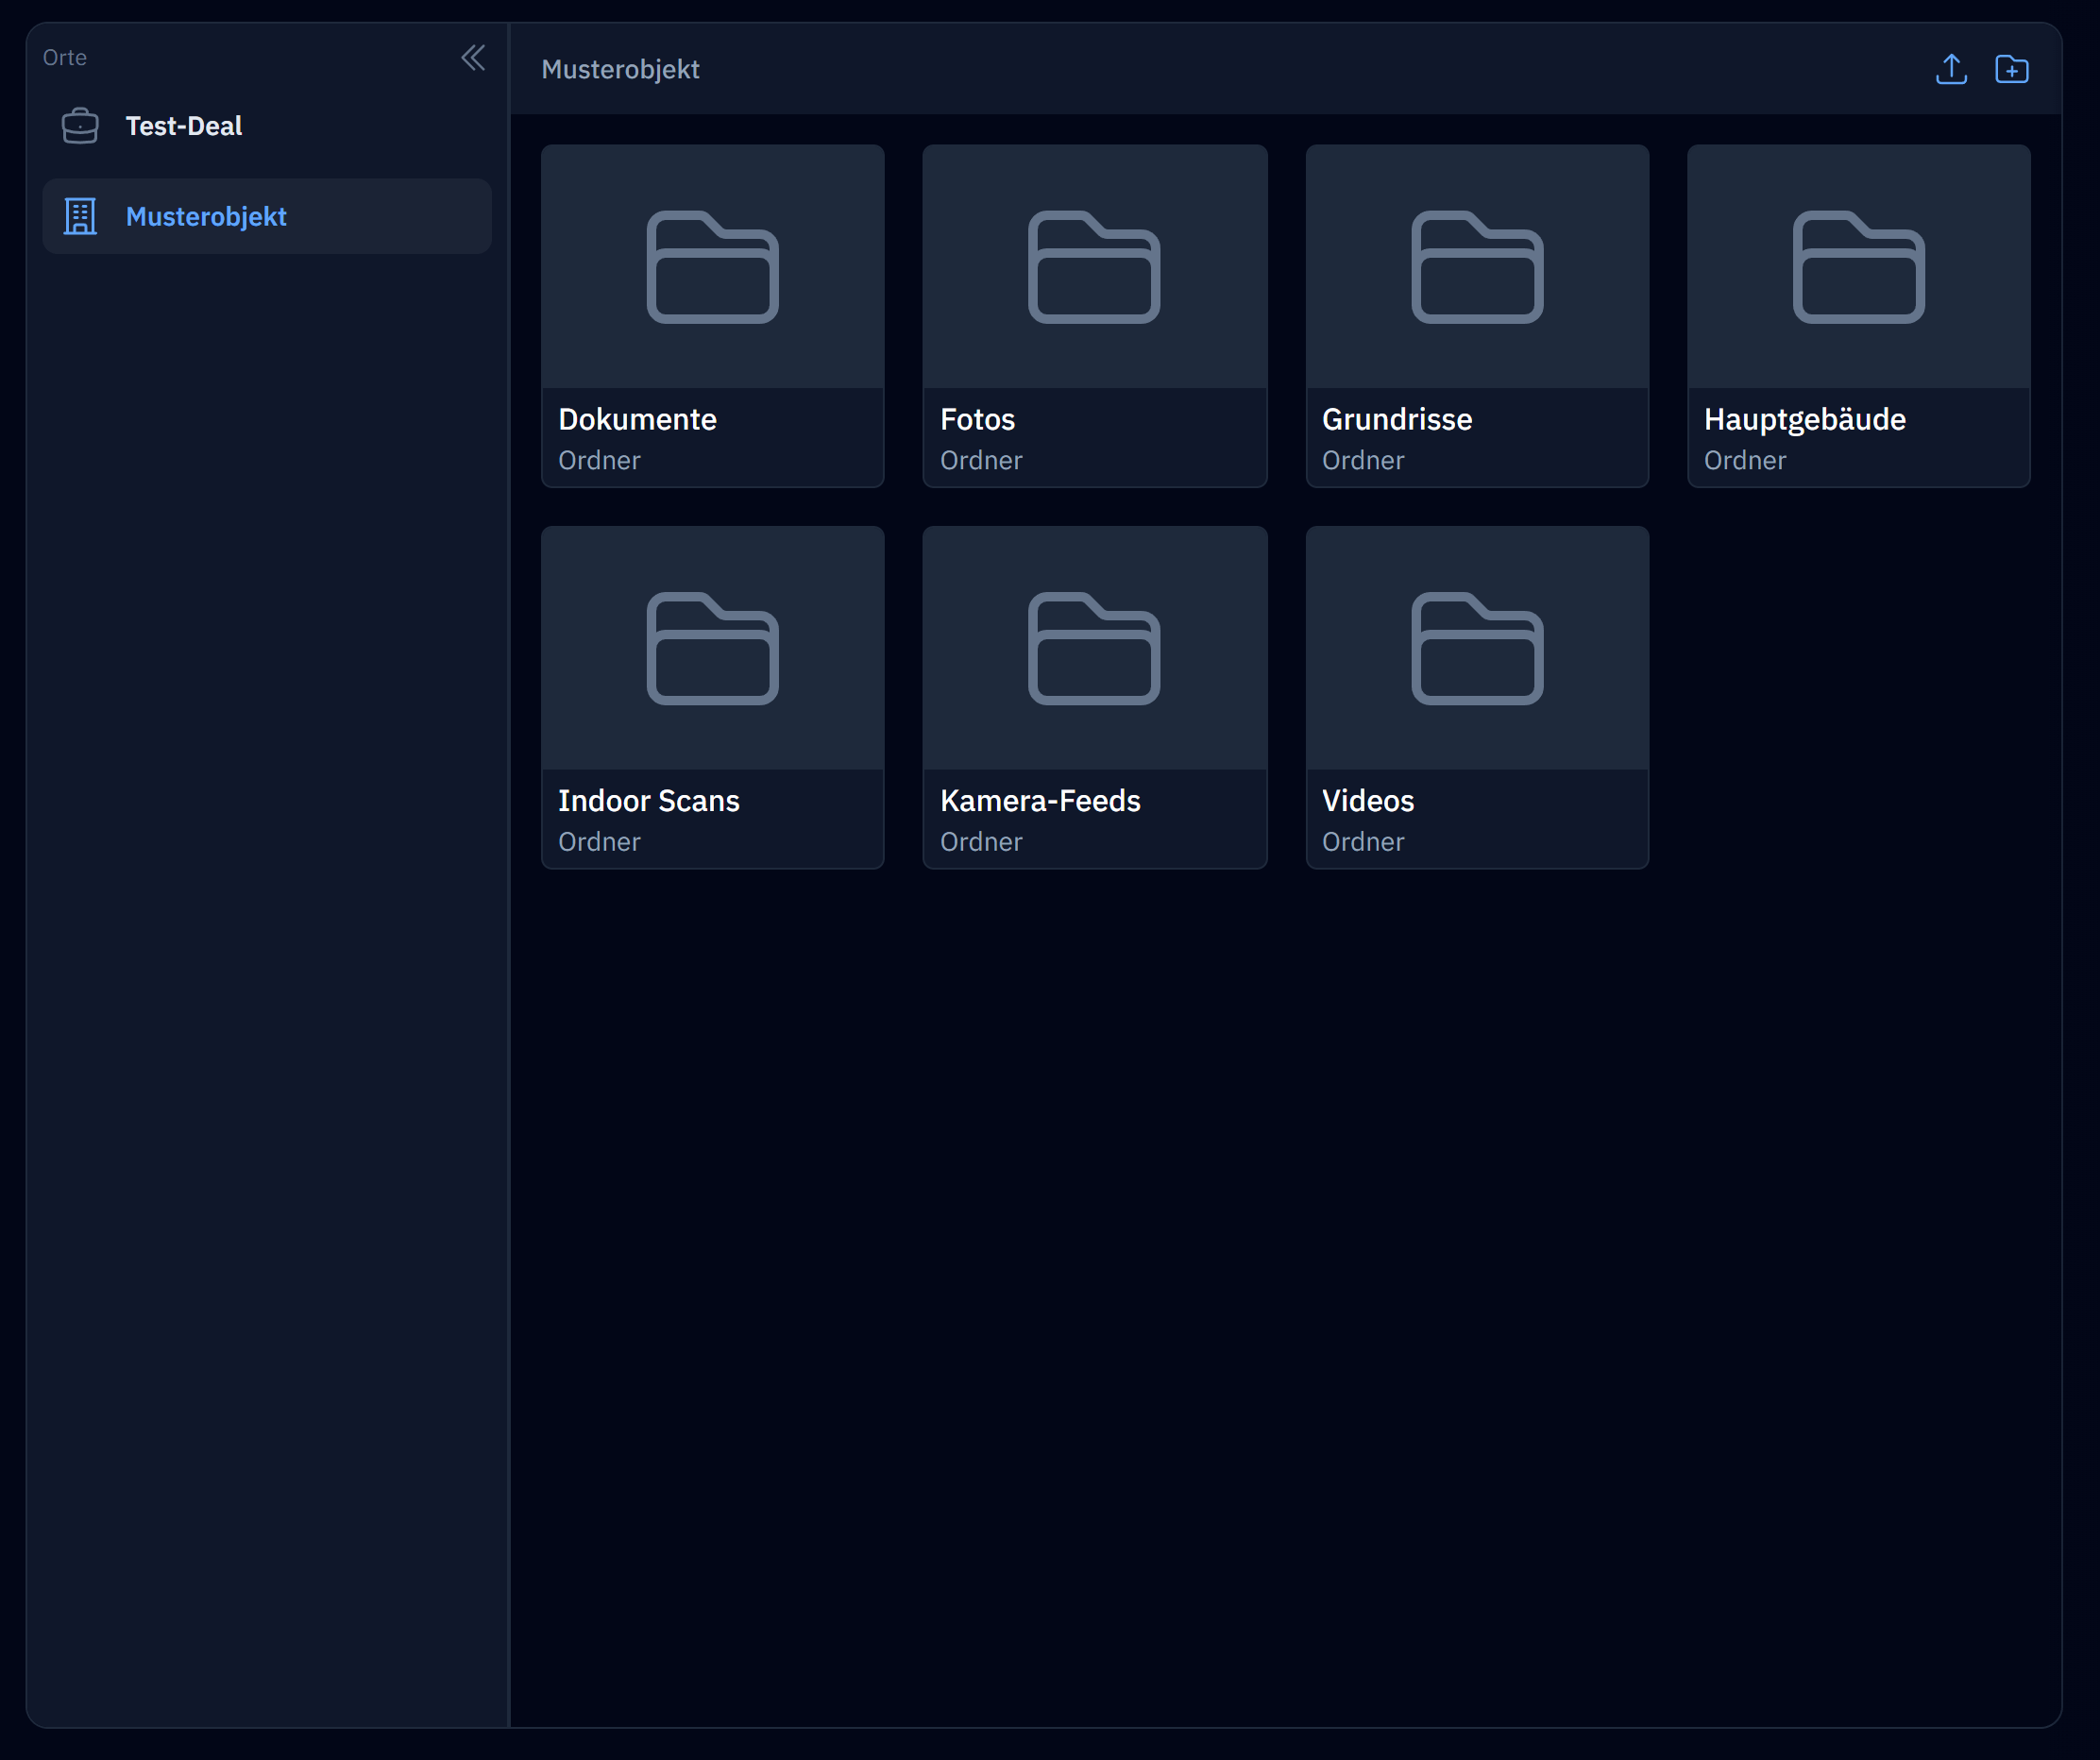 Orte
Test-Deal
Musterobjekt
Musterobjekt
Dokumente
Ordner
Fotos
Ordner
Grundrisse
Ordner
Hauptgebäude
Ordner
Indoor Scans
Ordner
Kamera-Feeds
Ordner
Videos
Ordner